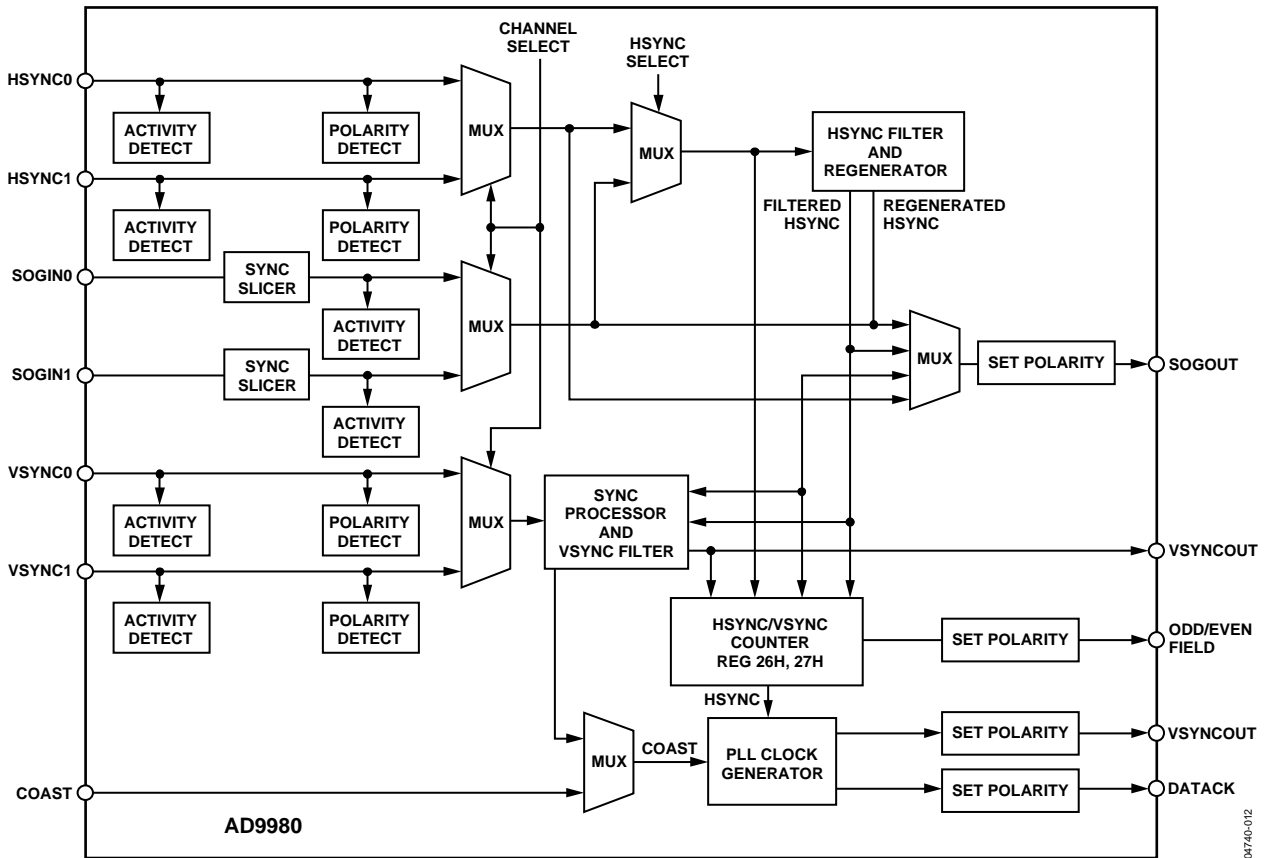 CHANNEL
SELECT
HSYNC
SELECT
HSYNC0
ACTIVITY
DETECT
POLARITY
DETECT
MUX
MUX
HSYNC FILTER
AND
REGENERATOR
HSYNC1
ACTIVITY
DETECT
POLARITY
DETECT
FILTERED
HSYNC
REGENERATED
HSYNC
SOGIN0
SYNC
SLICER
ACTIVITY
DETECT
MUX
SOGIN1
SYNC
SLICER
ACTIVITY
DETECT
MUX
SET POLARITY
SOGOUT
VSYNC0
ACTIVITY
DETECT
POLARITY
DETECT
MUX
SYNC
PROCESSOR
AND
VSYNC FILTER
VSYNCOUT
VSYNC1
ACTIVITY
DETECT
POLARITY
DETECT
HSYNC/VSYNC
COUNTER
REG 26H, 27H
SET POLARITY
ODD/EVEN
FIELD
HSYNC
MUX
COAST
PLL CLOCK
GENERATOR
SET POLARITY
VSYNCOUT
SET POLARITY
DATACK
COAST
AD9980
04740-012